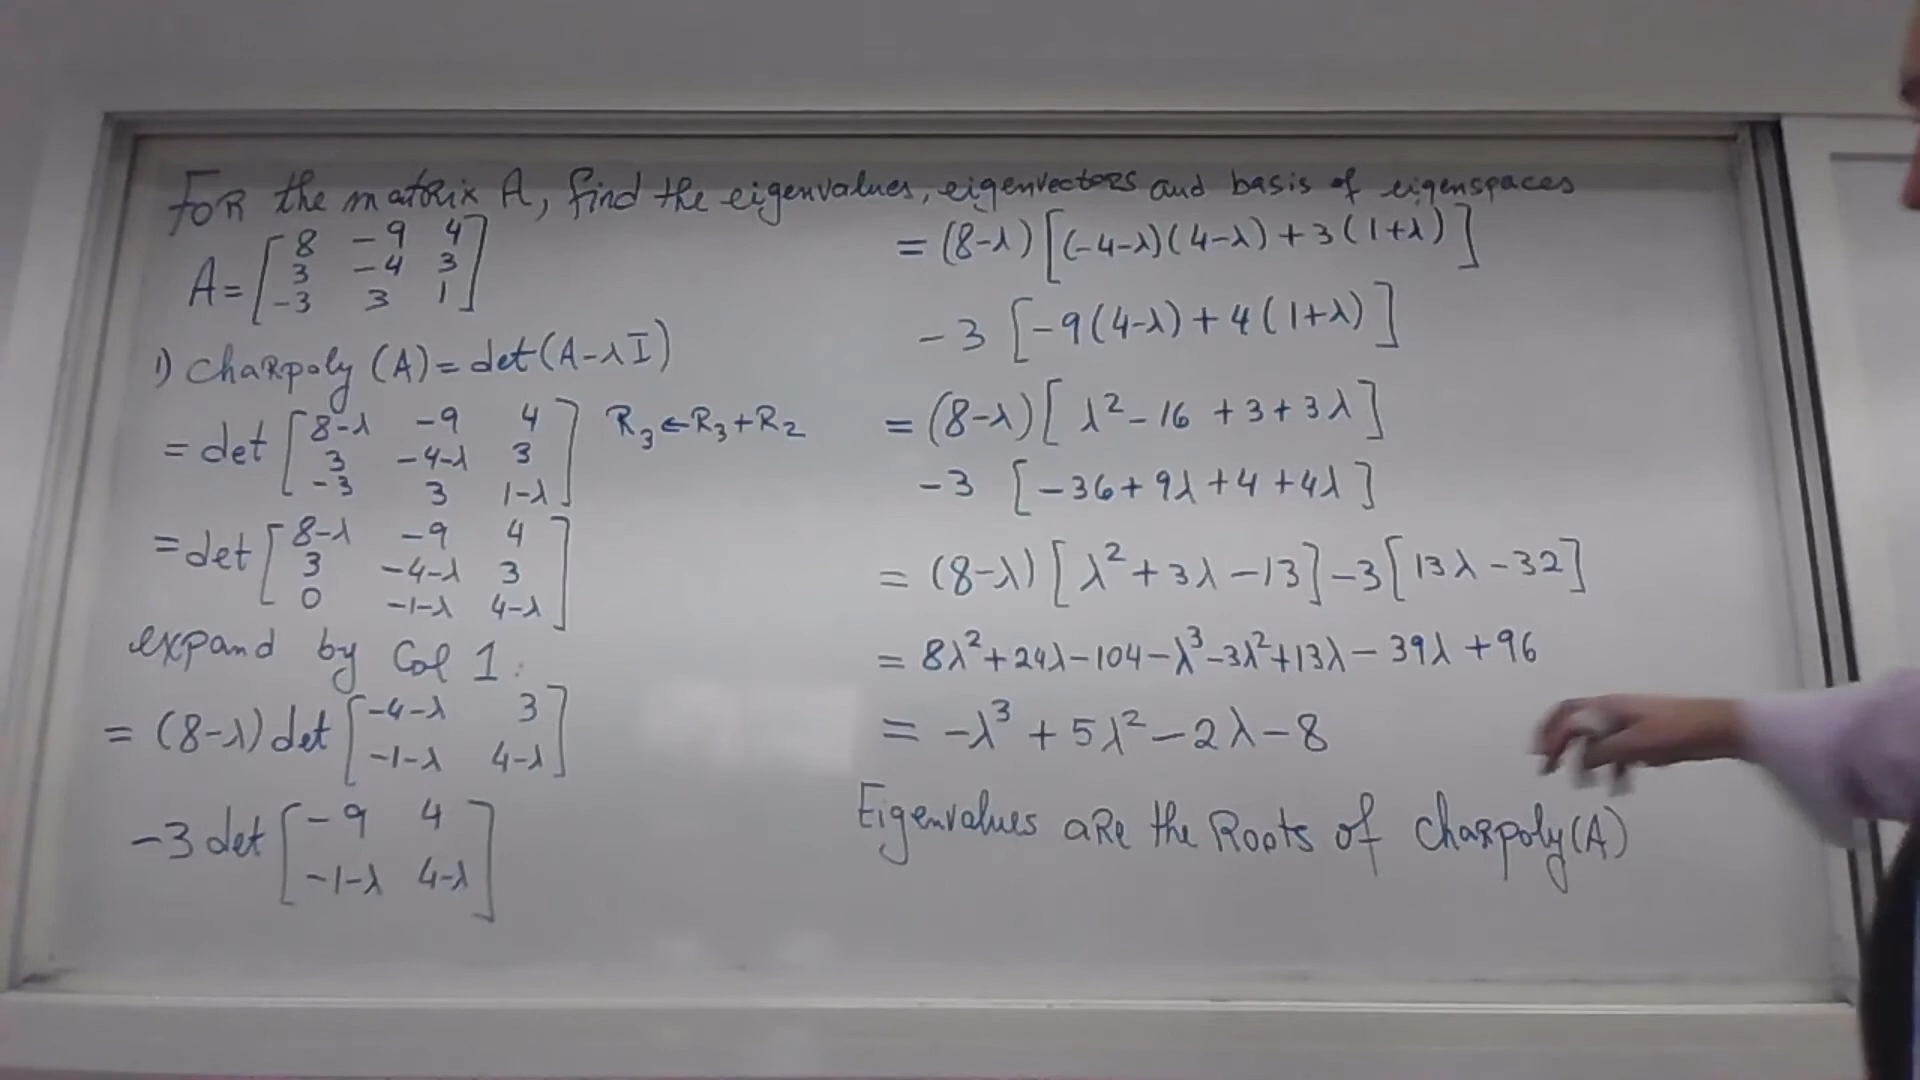 For the matrix A, find the eigenvalues, eigenvectors and basis of eigenspaces
A = [ 8 -9 4
3 -4 3
-3 3 1 ]
1) Charpoly (A) = det (A-λI)
= det [ 8-λ -9 4
3 -4-λ 3
-3 3 1-λ ] R₃ ← R₃ + R₂
= det [ 8-λ -9 4
3 -4-λ 3
0 -1-λ 4-λ ]
expand by Col 1:
= (8-λ) det [ -4-λ 3
-1-λ 4-λ ]
-3 det [ -9 4
-1-λ 4-λ ]
= (8-λ) [(-4-λ)(4-λ) + 3(1+λ)]
-3 [-9(4-λ) + 4(1+λ)]
= (8-λ) [λ² - 16 + 3 + 3λ]
-3 [-36 + 9λ + 4 + 4λ]
= (8-λ) [λ² + 3λ - 13] - 3 [13λ - 32]
= 8λ² + 24λ - 104 - λ³ - 3λ² + 13λ - 39λ + 96
= -λ³ + 5λ² - 2λ - 8
Eigenvalues are the Roots of Charpoly (A)